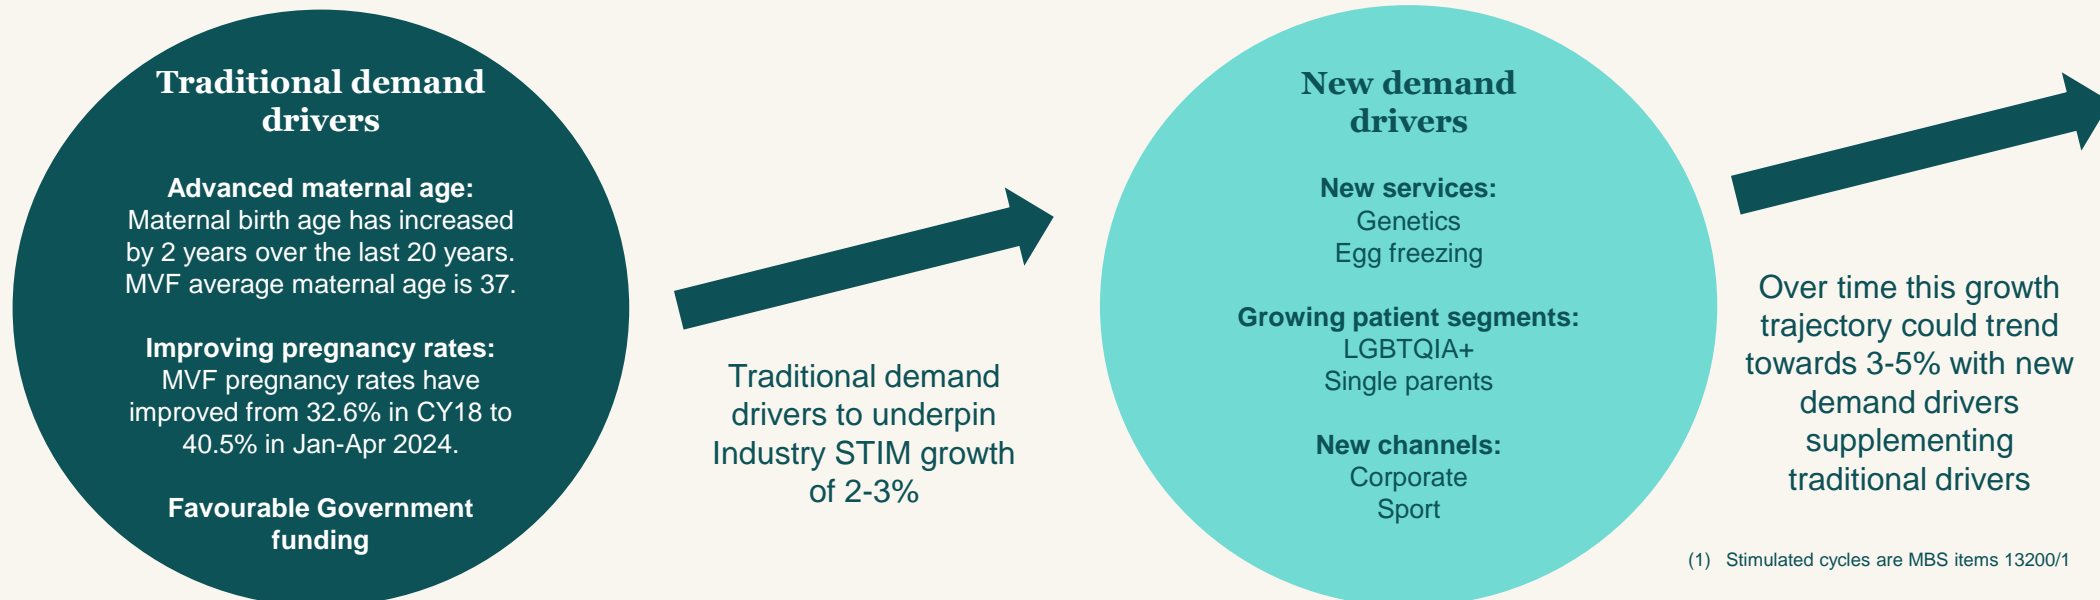 Traditional demand
drivers
Advanced maternal age:
Maternal birth age has increased
by 2 years over the last 20 years.
MVF average maternal age is 37.
Improving pregnancy rates:
MVF pregnancy rates have
improved from 32.6% in CY18 to
40.5% in Jan-Apr 2024.
Favourable Government
funding
Traditional demand
drivers to underpin
Industry STIM growth
of 2-3%
New demand
drivers
New services:
Genetics
Egg freezing
Growing patient segments:
LGBTQIA+
Single parents
New channels:
Corporate
Sport
Over time this growth
trajectory could trend
towards 3-5% with new
demand drivers
supplementing
traditional drivers
(1) Stimulated cycles are MBS items 13200/1